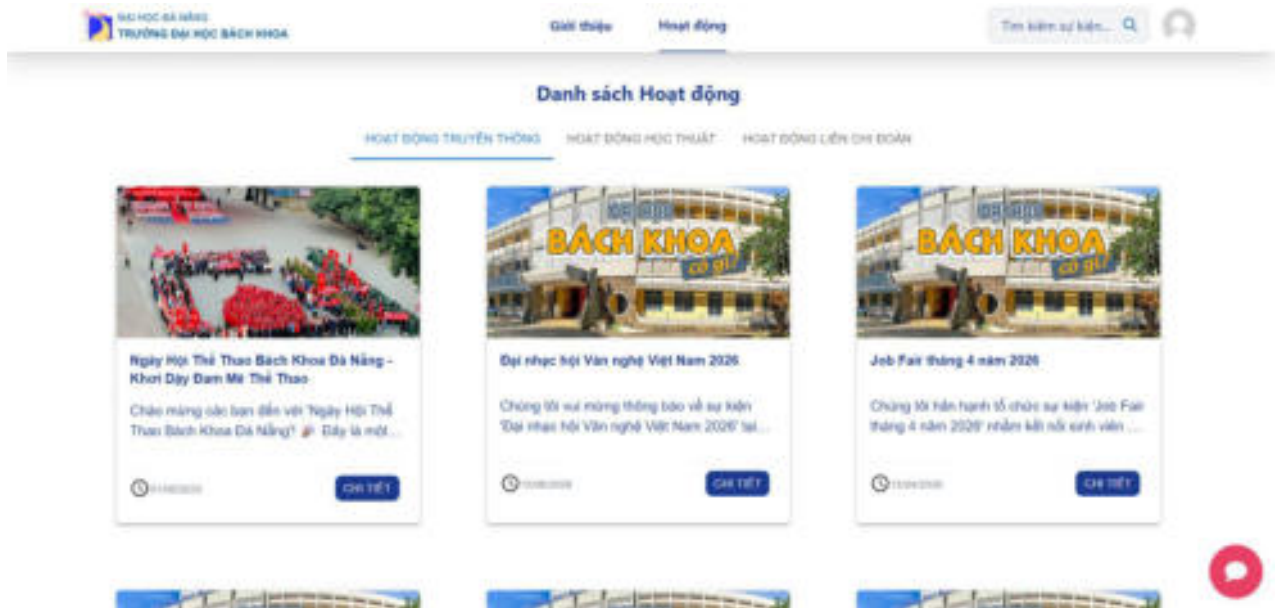 ĐẠI HỌC ĐÀ NẴNG
TRƯỜNG ĐẠI HỌC BÁCH KHOA
Giới thiệu
Hoạt động
Tìm kiếm sự kiện...
Danh sách Hoạt động
HOẠT ĐỘNG TRUYỀN THỐNG
HOẠT ĐỘNG HỌC THUẬT
HOẠT ĐỘNG LIÊN CHI ĐOÀN
Ngày Hội Thể Thao Bách Khoa Đà Nẵng –
Khơi Dậy Đam Mê Thể Thao
Chào mừng các bạn đến với 'Ngày Hội Thể
Thao Bách Khoa Đà Nẵng'! 🎉 Đây là một ...
CHI TIẾT
BÁCH KHOA
có gì?
Đại nhạc hội Văn nghệ Việt Nam 2026
Chúng tôi vui mừng thông báo về sự kiện
'Đại nhạc hội Văn nghệ Việt Nam 2026' tại ...
CHI TIẾT
BÁCH KHOA
có gì?
Job Fair tháng 4 năm 2026
Chúng tôi hân hạnh tổ chức sự kiện 'Job Fair
tháng 4 năm 2026' nhằm kết nối sinh viên ...
CHI TIẾT